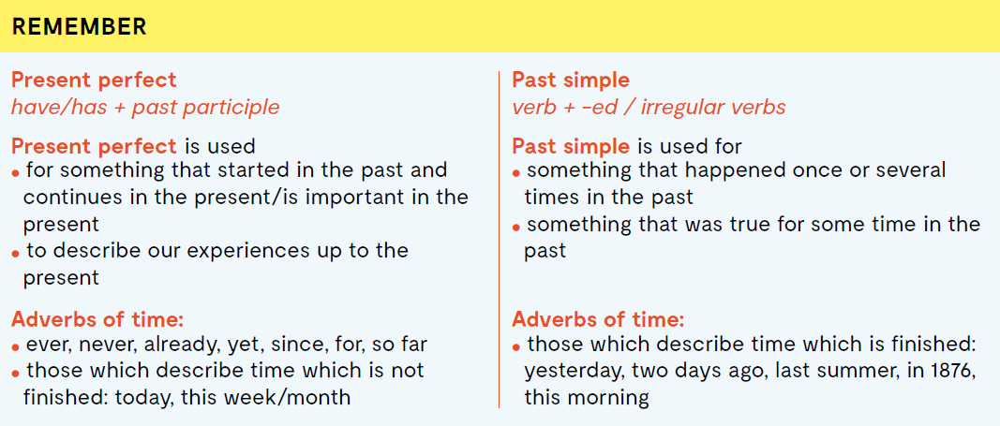 REMEMBER
Present perfect
have/has + past participle
Present perfect is used
• for something that started in the past and
continues in the present/is important in the
present
• to describe our experiences up to the
present
Adverbs of time:
• ever, never, already, yet, since, for, so far
• those which describe time which is not
finished: today, this week/month
Past simple
verb + -ed / irregular verbs
Past simple is used for
• something that happened once or several
times in the past
• something that was true for some time in the
past
Adverbs of time:
• those which describe time which is finished:
yesterday, two days ago, last summer, in 1876,
this morning